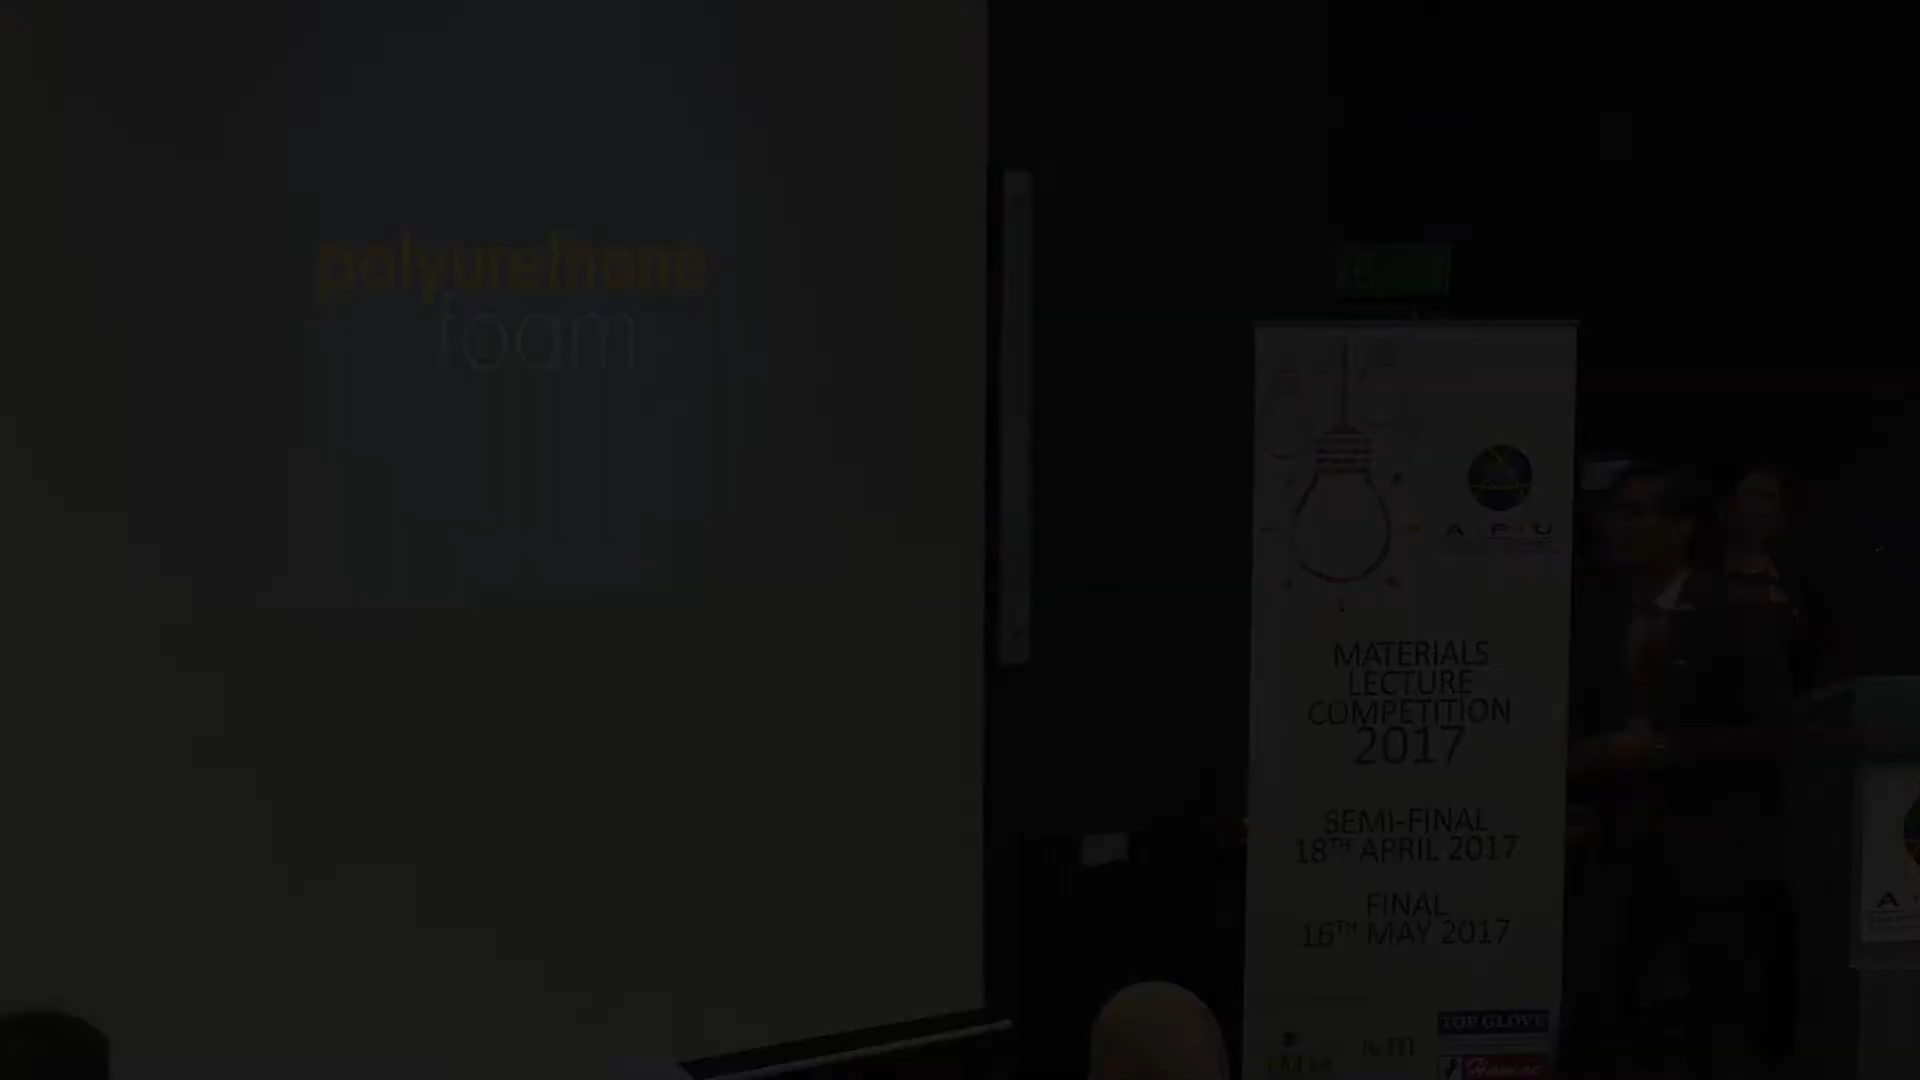 polyurethane
foam
A P U
MATERIALS
LECTURE
COMPETITION
2017
SEMI-FINAL
18TH APRIL 2017
FINAL
16TH MAY 2017
TOP GLOVE
A